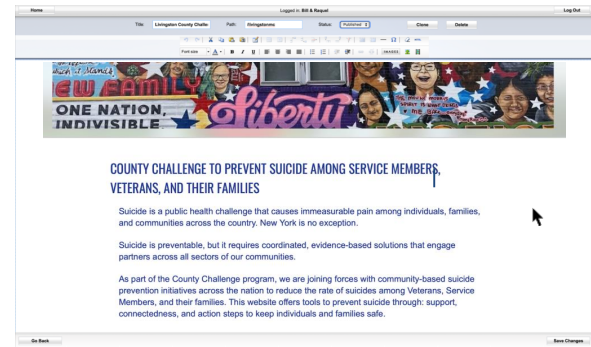 Home Logged in: Bill & Raquel Log Out
Title: Livingston County Challe Path: /livingstonns Status: Published Clone Delete
Font size A B I U
EW FAMILY
ONE NATION,
INDIVISIBLE
Liberty
COUNTY CHALLENGE TO PREVENT SUICIDE AMONG SERVICE MEMBERS,
VETERANS, AND THEIR FAMILIES
Suicide is a public health challenge that causes immeasurable pain among individuals, families,
and communities across the country. New York is no exception.
Suicide is preventable, but it requires coordinated, evidence-based solutions that engage
partners across all sectors of our communities.
As part of the County Challenge program, we are joining forces with community-based suicide
prevention initiatives across the nation to reduce the rate of suicides among Veterans, Service
Members, and their families. This website offers tools to prevent suicide through: support,
connectedness, and action steps to keep individuals and families safe.
Go Back Save Changes